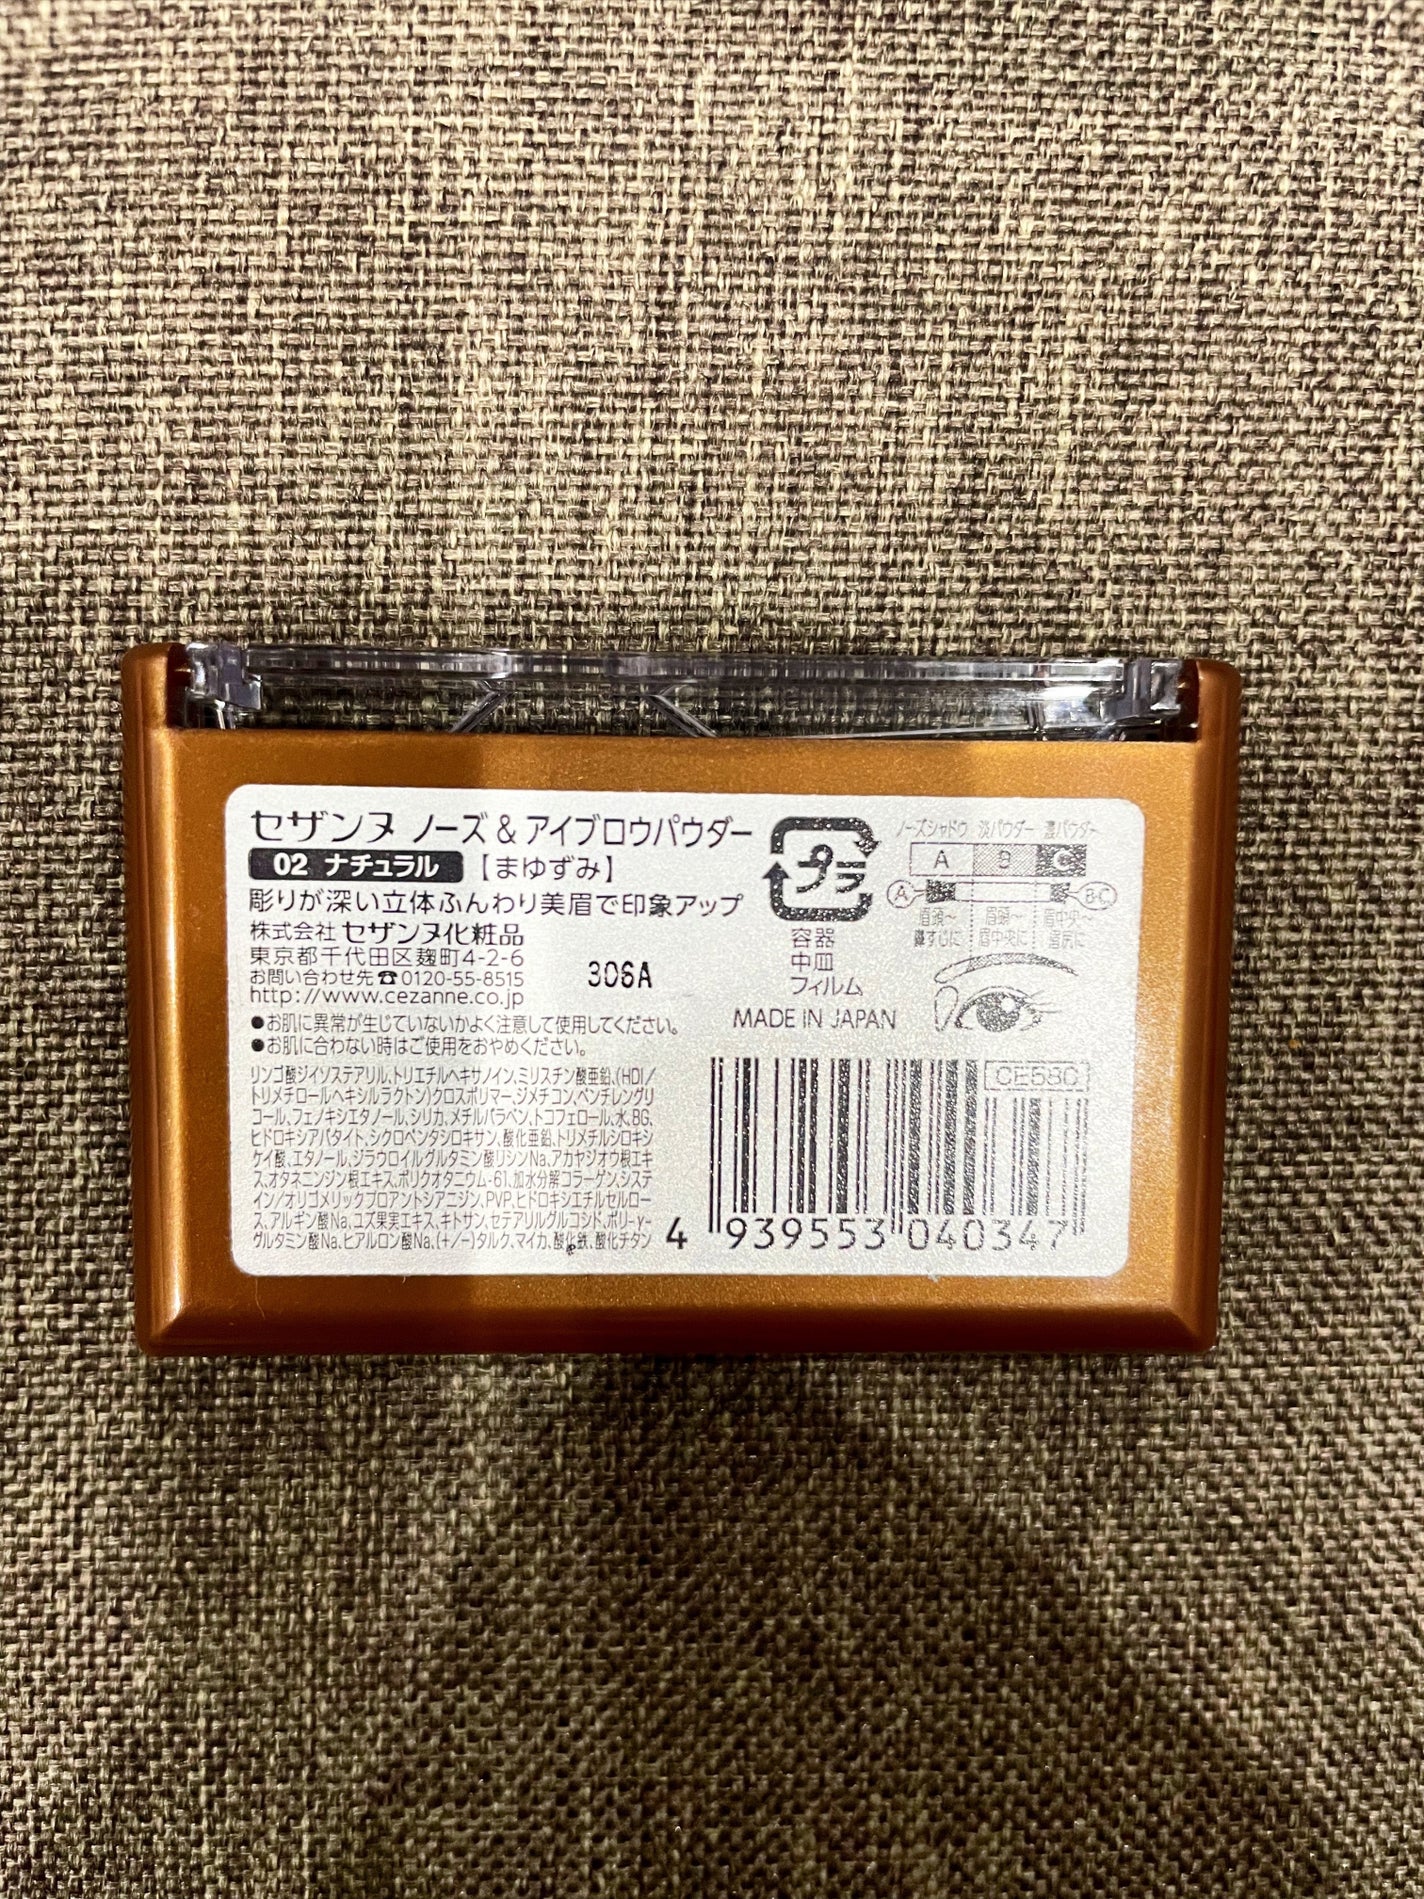 セザンヌ ノーズ&アイブロウパウダー
02 ナチュラル 【まゆずみ】
彫りが深い立体ふんわり美眉で印象アップ
株式会社 セザンヌ化粧品
東京都千代田区麹町4-2-6
お問い合わせ先☎0120-55-8515
http://www.cezanne.co.jp
306A
●お肌に異常が生じていないかよく注意して使用してください。
●お肌に合わない時はご使用をおやめください。
リンゴ酸ジイソステアリル、トリエチルヘキサノイン、ミリスチン酸亜鉛、(HDI/
トリメチロールヘキシルラクトン)クロスポリマー、ジメチコン、ペンチレングリ
コール、フェノキシエタノール、シリカ、メチルパラベン、トコフェロール、水、BG、
ヒドロキシアパタイト、シクロペンタシロキサン、酸化亜鉛、トリメチルシロキシ
ケイ酸、エタノール、ジラウロイルグルタミン酸リシンNa、アカヤジオウ根エキ
ス、オタネニンジン根エキス、ポリクオタニウム-61、加水分解コラーゲン、システ
イン/オリゴメリックプロアントシアニジン、PVP、ヒドロキシエチルセルロー
ス、アルギン酸Na、ユズ果実エキス、キトサン、セテアリルグルコシド、ポリ-γ-
グルタミン酸Na、ヒアルロン酸Na、(+/-)タルク、マイカ、酸化鉄、酸化チタン
プラ
容器
中皿
フィルム
MADE IN JAPAN
ノーズシャドウ 淡パウダー 濃パウダー
A B C
A B・C
眉頭〜 眉頭〜 眉中央〜
鼻すじに 眉中央に 眉尻に
CE580
4 939553 040347